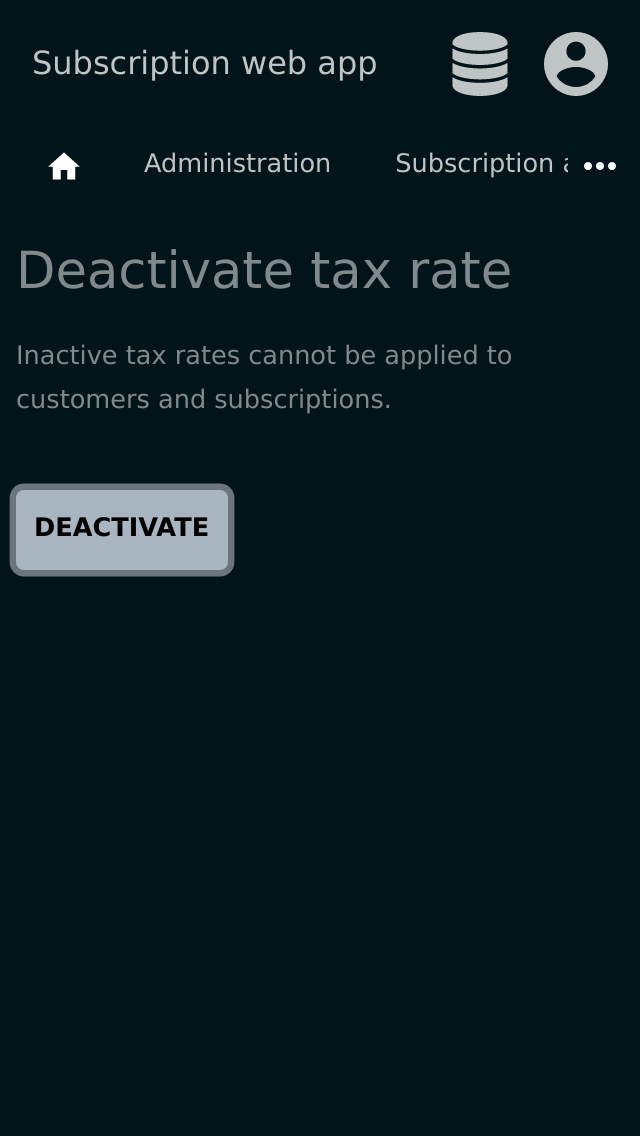 Subscription web app
Administration
Subscription
Deactivate tax rate
Inactive tax rates cannot be applied to
customers and subscriptions.
DEACTIVATE